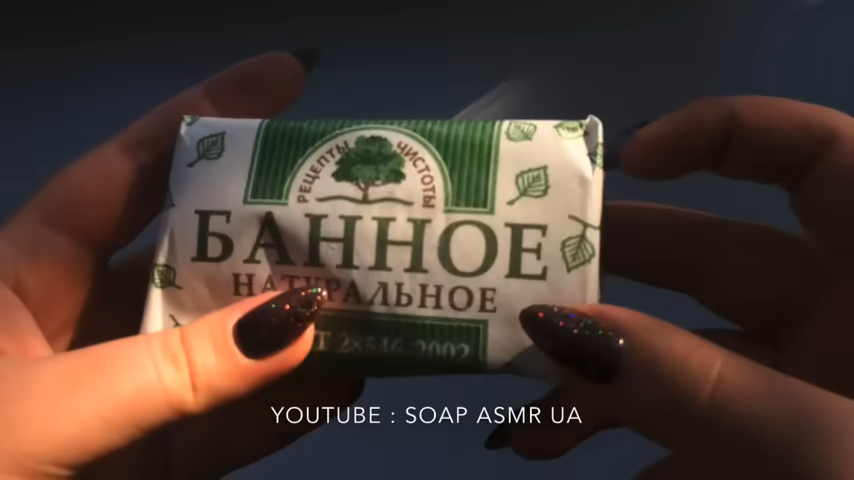 РЕЦЕПТЫ ЧИСТОТЫ
БАННОЕ
НАТУРАЛЬНОЕ
Т 28546-2002
YOUTUBE : SOAP ASMR UA